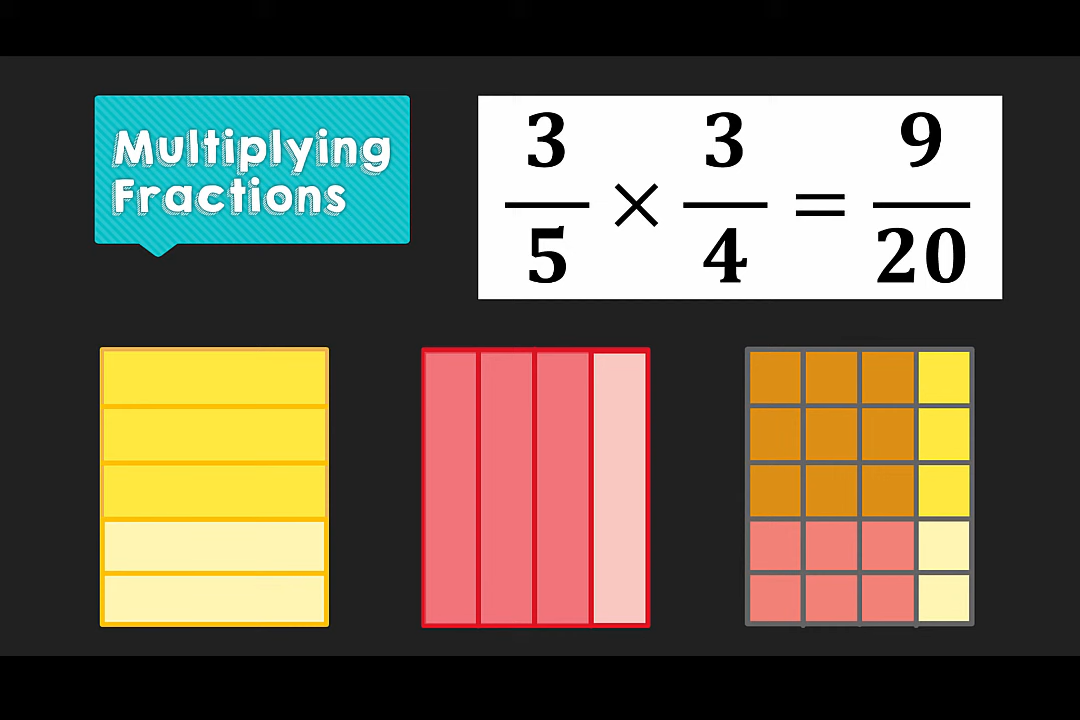 Multiplying
Fractions
3/5 × 3/4 = 9/20